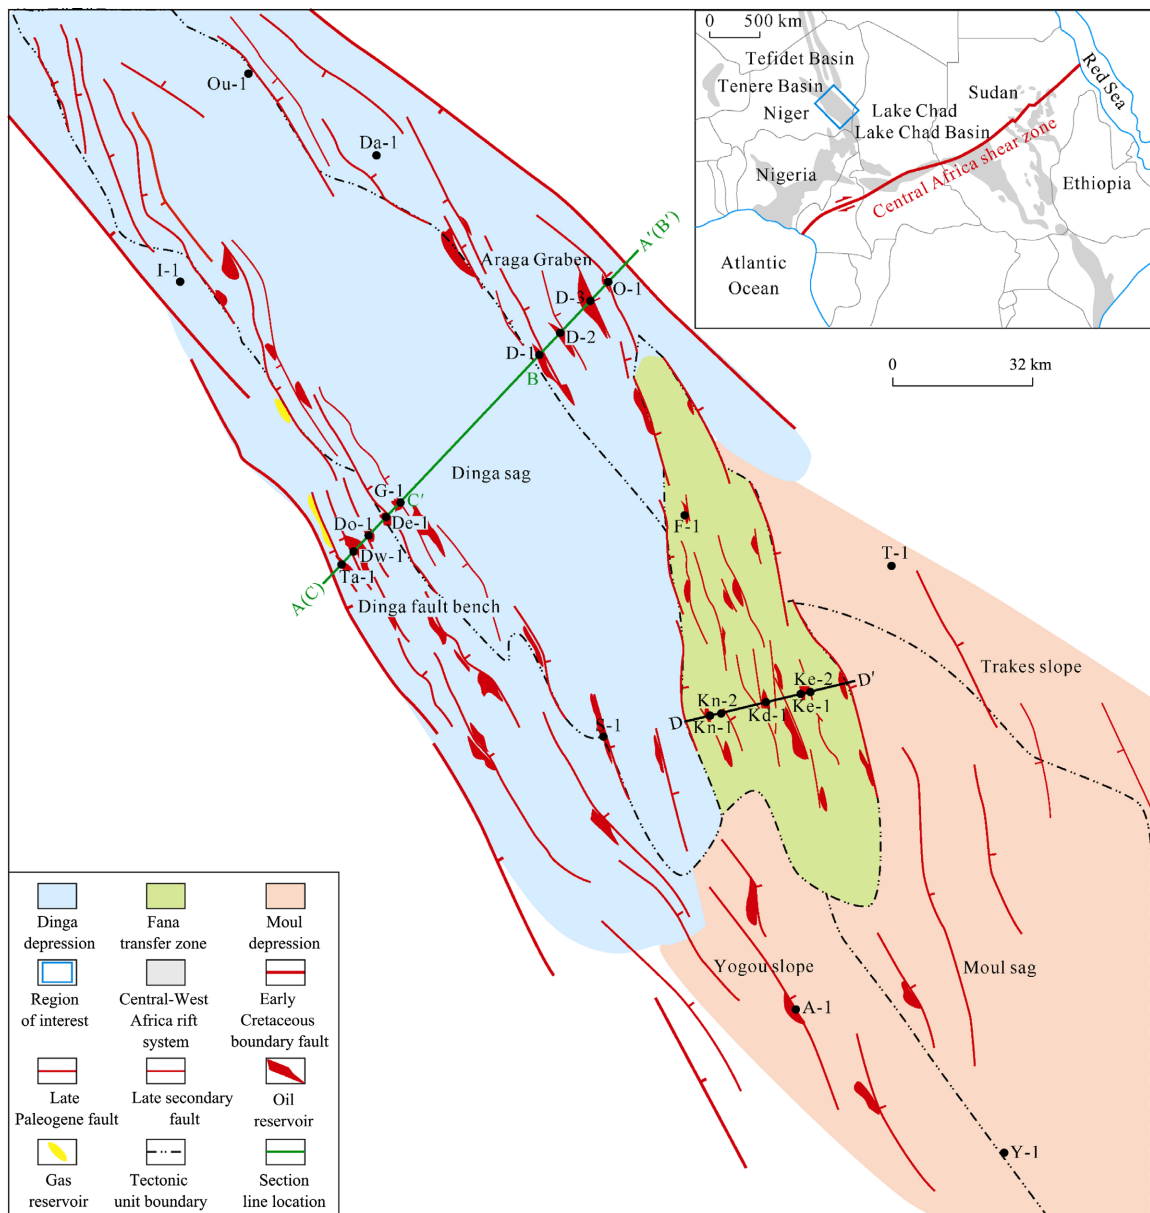 0 500 km
Tefidet Basin
Tenere Basin
Niger
Lake Chad
Lake Chad Basin
Sudan
Red Sea
Nigeria
Central Africa shear zone
Ethiopia
Atlantic
Ocean
0 32 km
Ou-1
Da-1
I-1
A′(B′)
Araga Graben
O-1
D-3
D-2
D-1
B
Dinga sag
G-1
C′
De-1
Do-1
Dw-1
Ta-1
A(C)
Dinga fault bench
F-1
T-1
Trakes slope
Ke-2
D′
Kn-2
Kd-1
Ke-1
D
Kn-1
S-1
Yogou slope
Moul sag
A-1
Y-1
Dinga
depression
Fana
transfer zone
Moul
depression
Region
of interest
Central-West
Africa rift
system
Early
Cretaceous
boundary fault
Late
Paleogene fault
Late secondary
fault
Oil
reservoir
Gas
reservoir
Tectonic
unit boundary
Section
line location